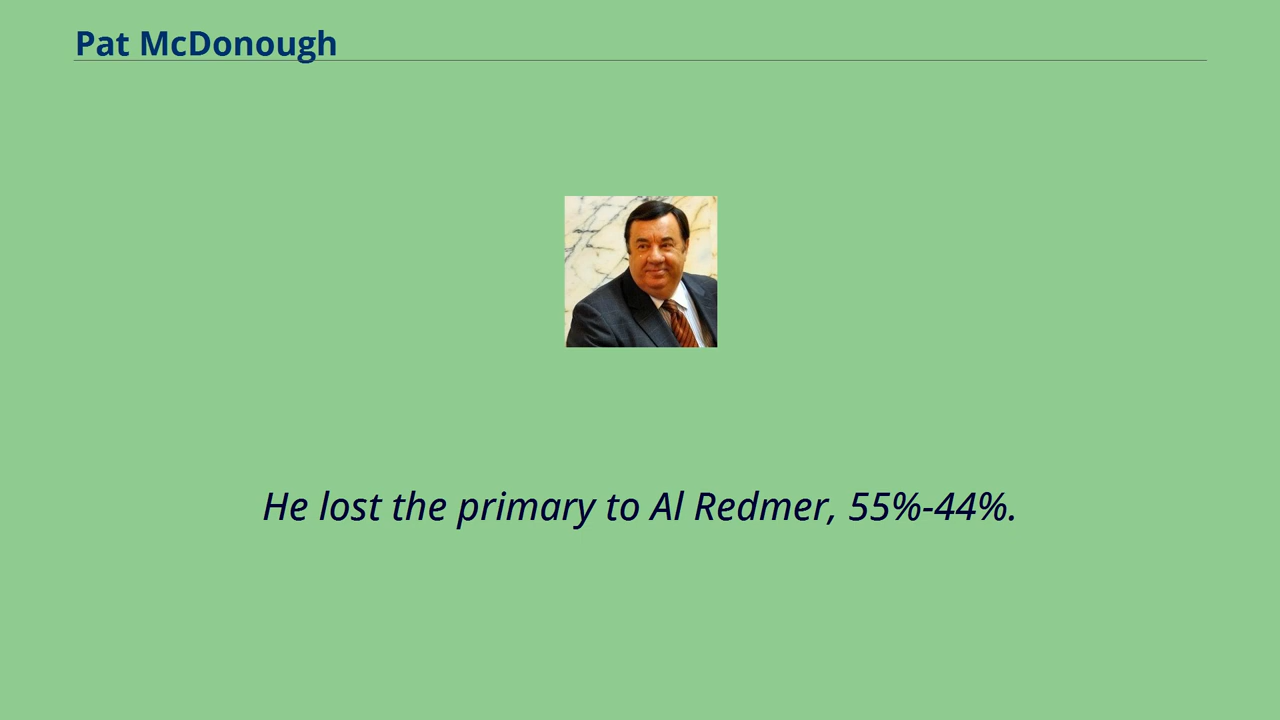 Pat McDonough
He lost the primary to Al Redmer, 55%-44%.